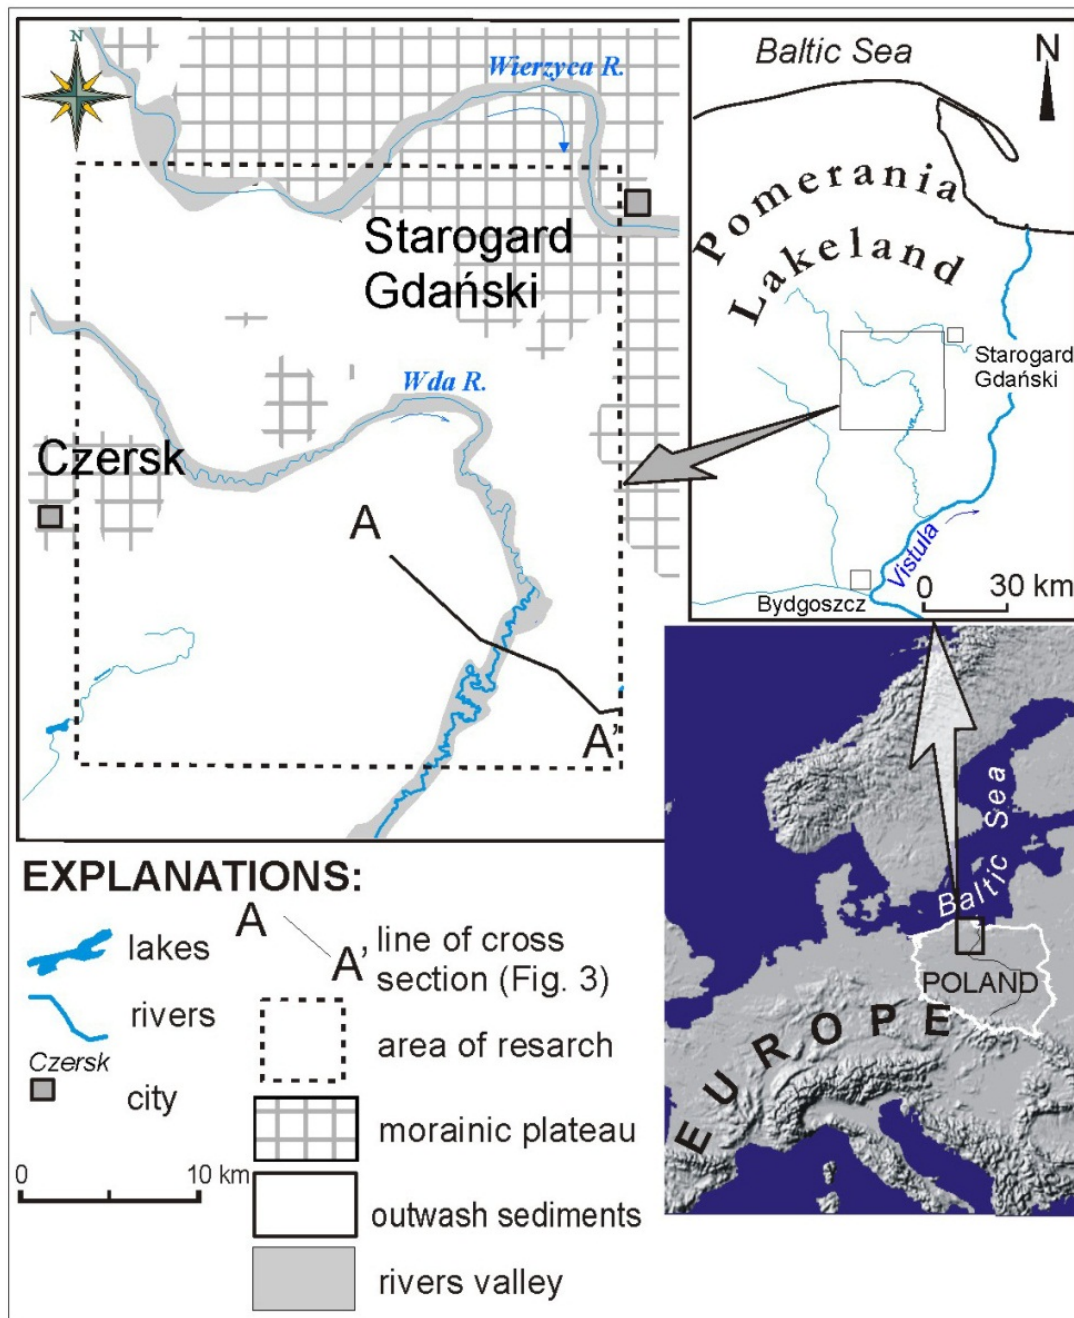 N
Wierzyca R.
Starogard
Gdański
Wda R.
Czersk
A
A'
Baltic Sea
N
Pomerania
Lakeland
Starogard
Gdański
Vistula
Bydgoszcz
0 30 km
Baltic Sea
POLAND
EUROPE
EXPLANATIONS:
lakes
rivers
Czersk
city
0 10 km
A
A'
line of cross
section (Fig. 3)
area of resarch
morainic plateau
outwash sediments
rivers valley